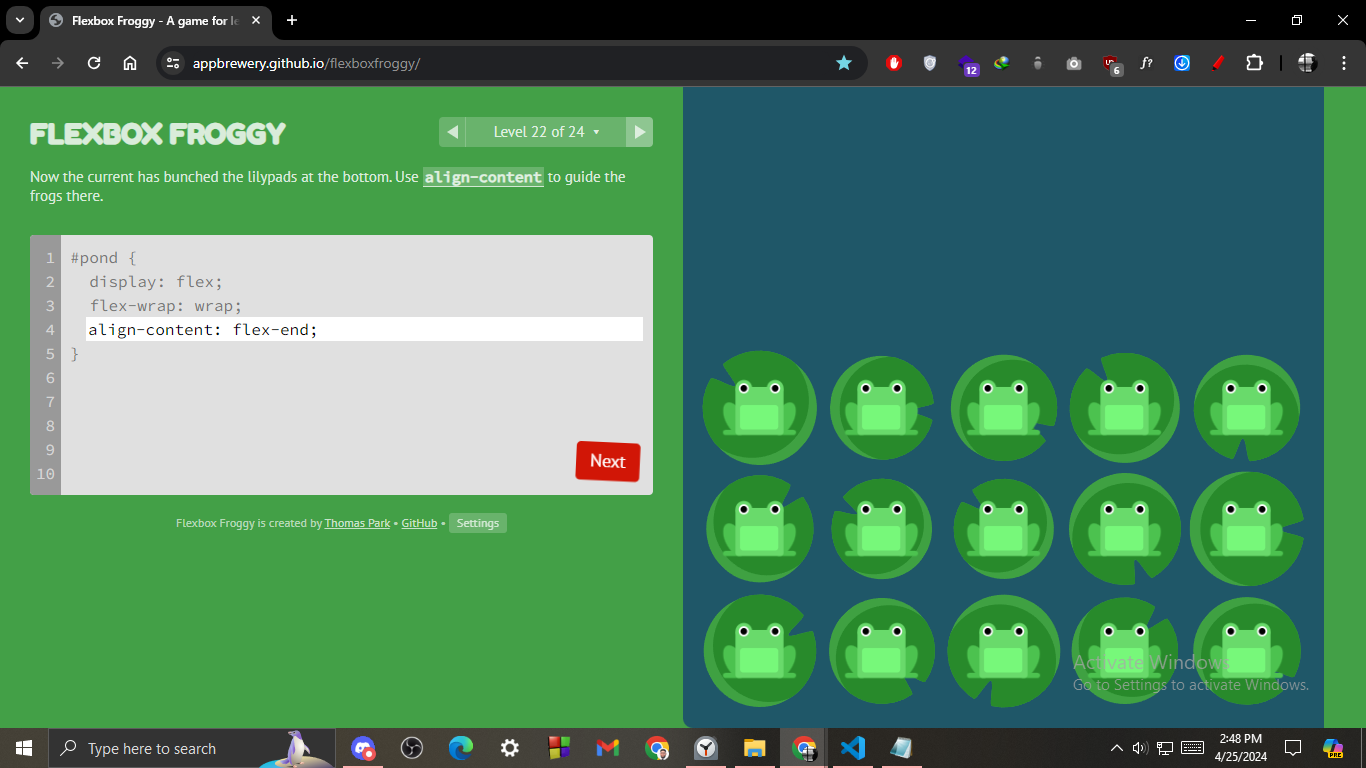 Flexbox Froggy - A game for le
appbrewery.github.io/flexboxfroggy/
12
6
f?
FLEXBOX FROGGY
Level 22 of 24
Now the current has bunched the lilypads at the bottom. Use align-content to guide the
frogs there.
1 #pond {
2 display: flex;
3 flex-wrap: wrap;
4 align-content: flex-end;
5 }
6
7
8
9
10
Next
Flexbox Froggy is created by Thomas Park • GitHub • Settings
Activate Windows
Go to Settings to activate Windows.
Type here to search
2:48 PM
4/25/2024
PRE